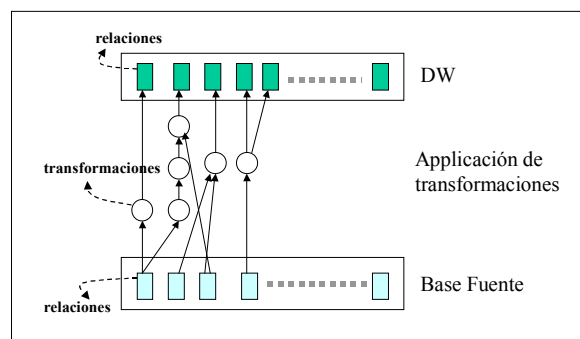 relaciones
DW
transformaciones
Applicación de
transformaciones
Base Fuente
relaciones